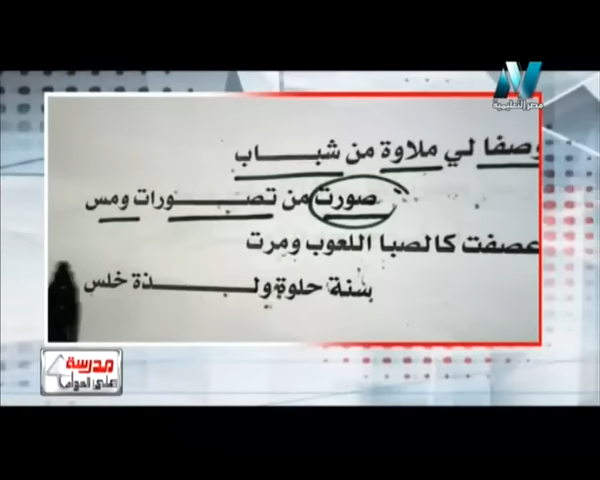 مصر التعليمية
وصفا لي ملاوة من شباب
صورت من تصورات ومس
عصفت كالصبا اللعوب ومرت
سنة حلوة ولذة خلس
مدرسة
على الهواء